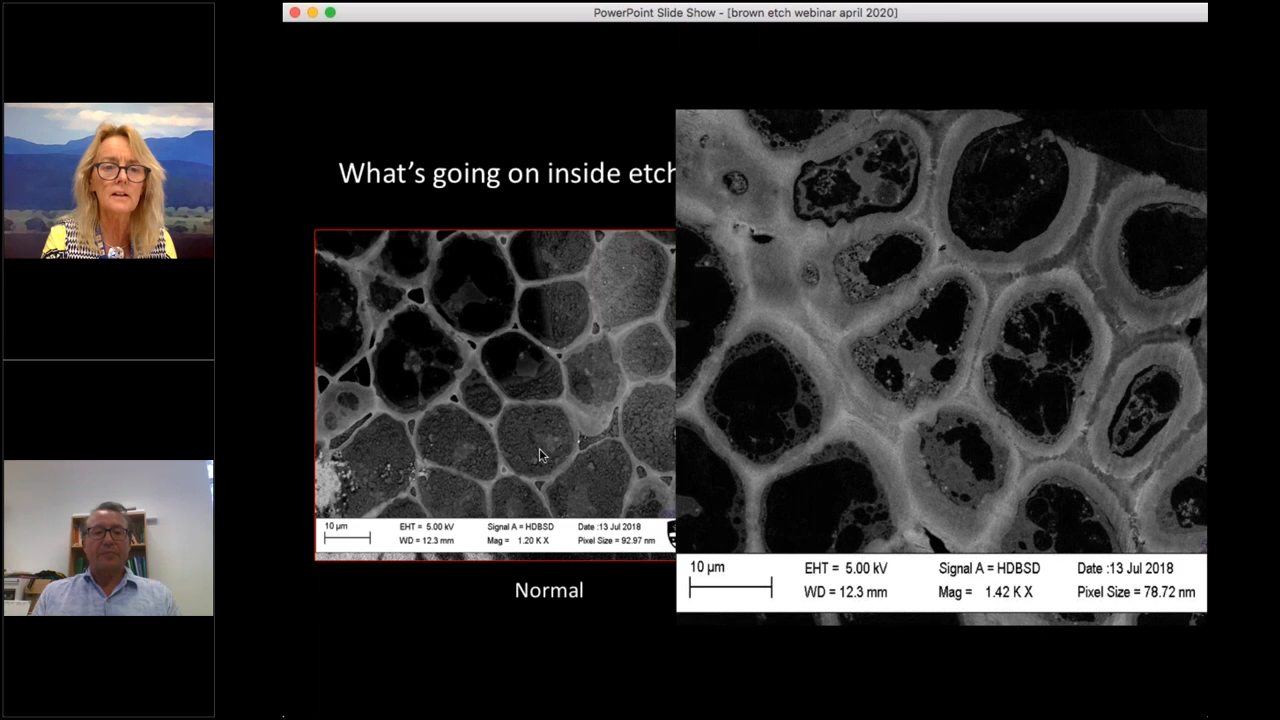 PowerPoint Slide Show - [brown etch webinar april 2020]
What's going on inside etch
10 µm
EHT = 5.00 kV
Signal A = HDBSD
Date :13 Jul 2018
WD = 12.3 mm
Mag = 1.20 K X
Pixel Size = 92.97 nm
Normal
10 µm
EHT = 5.00 kV
Signal A = HDBSD
Date :13 Jul 2018
WD = 12.3 mm
Mag = 1.42 K X
Pixel Size = 78.72 nm